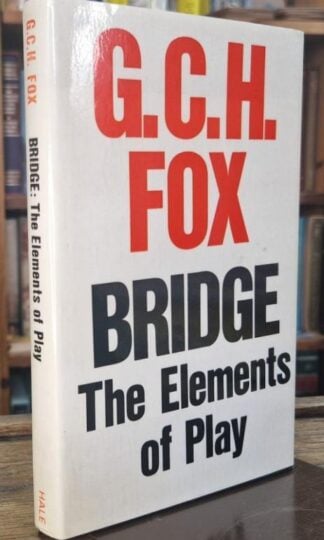 G.C.H.
FOX
BRIDGE
The Elements
of Play
G.C.H. FOX
BRIDGE: The Elements of Play
HALE